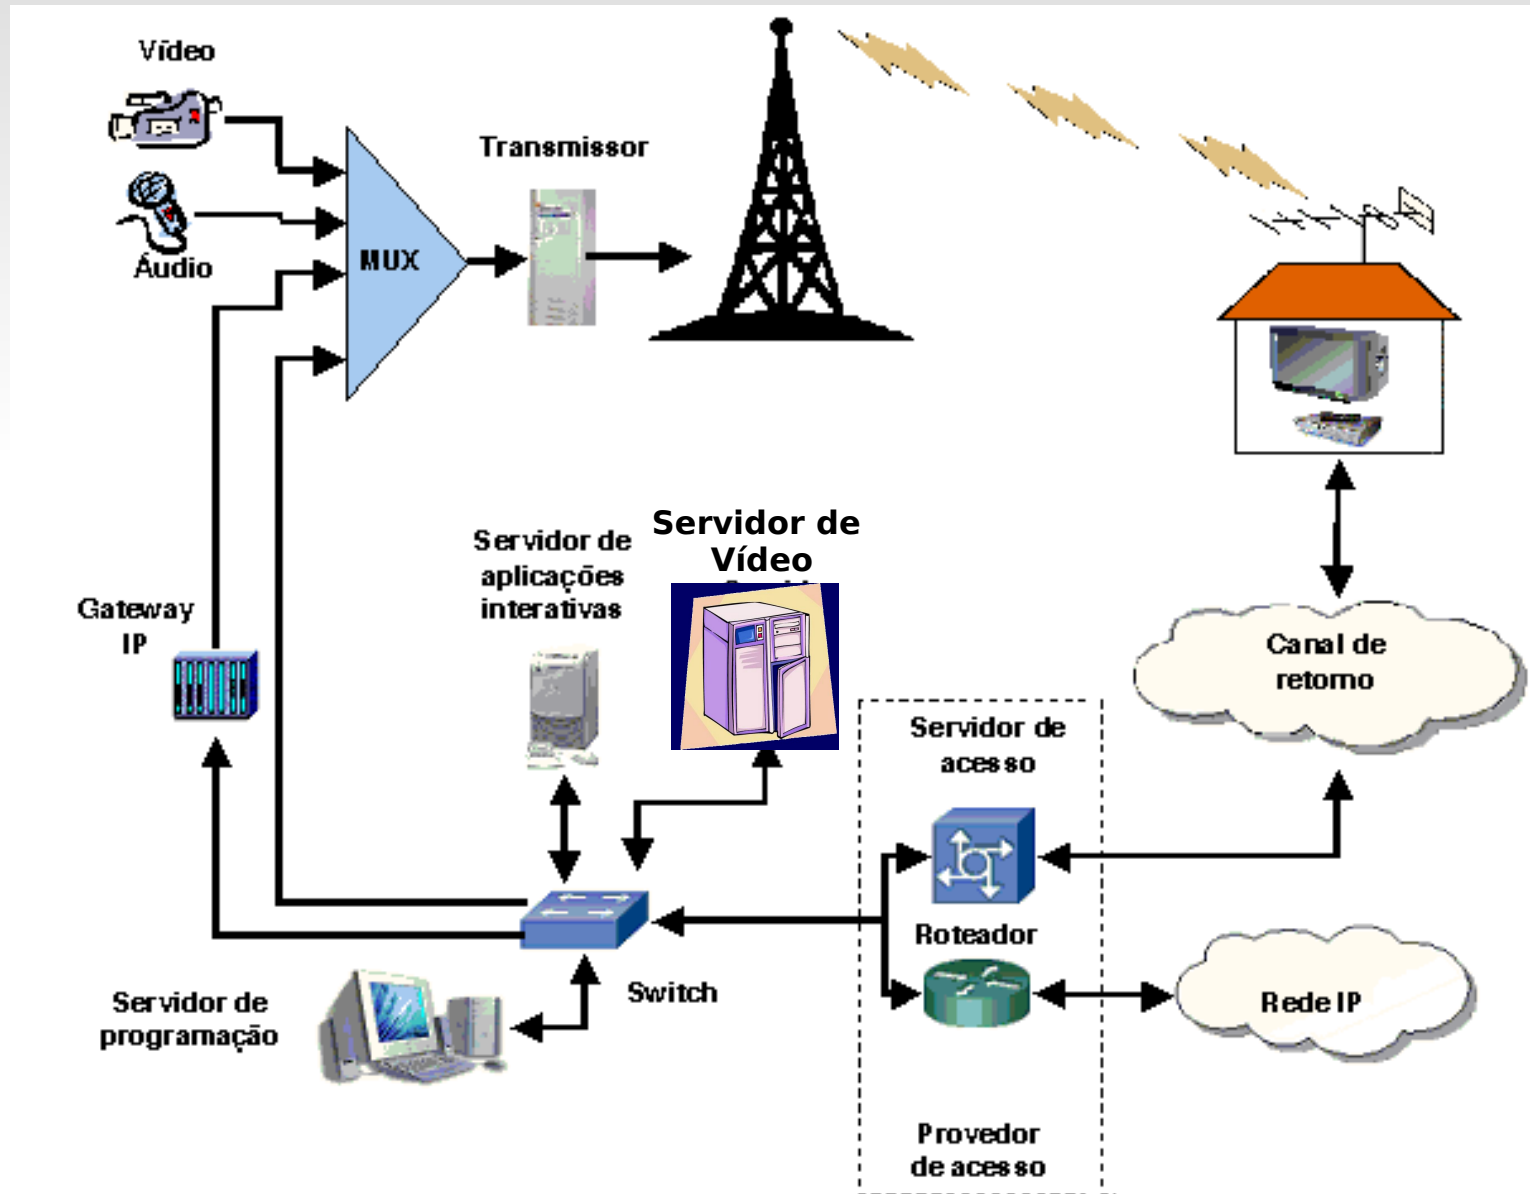 Vídeo
Áudio
MUX
Transmissor
Servidor de
aplicações
interativas
Servidor de
Vídeo
Gateway
IP
Canal de
retorno
Servidor de
acesso
Roteador
Switch
Servidor de
programação
Rede IP
Provedor
de acesso